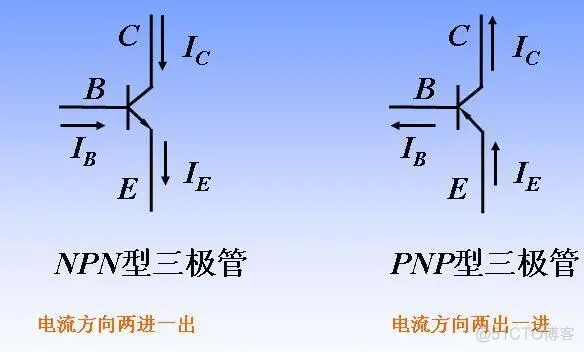 C
I_C
B
I_B
I_E
E
NPN型三极管
电流方向两进一出
C
I_C
B
I_B
I_E
E
PNP型三极管
电流方向两出一进
@51CTO博客